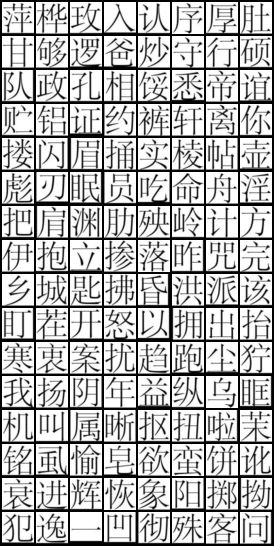 萍桦玫入认序厚肚
甘够逻爸炒守行硕
队政孔相馁悉帝谊
贮铝证约裤轩离你
搂闪眉捅实棱帖壶
彪刃眠员吃命舟淫
把肩渊肋殃岭计方
伊抱立掺落昨咒完
乡城匙拂昏洪派该
盯茬开怒以拥出抬
寒衷案扰趋跑尘狞
我扬阴年益纵乌眶
机叫属晰抠扭啦茉
铭虱愉皂欲蛮饼讹
衰进辉恢象阳掷拗
犯逸一凹彻殊客问